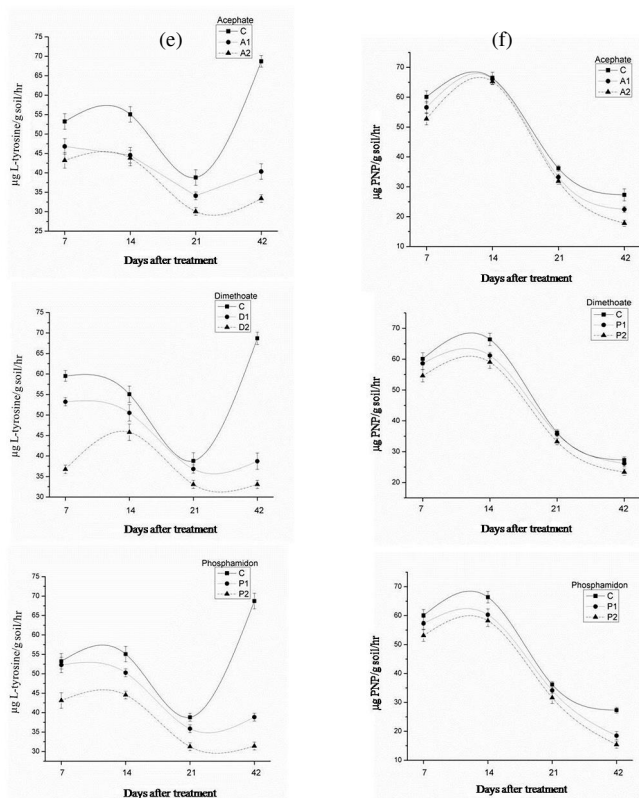 (e)
Acephate
C
A1
A2
75
70
65
60
55
50
45
40
35
30
25
7
14
21
42
µg L-tyrosine/g soil/hr
Days after treatment
(f)
Acephate
C
A1
A2
80
70
60
50
40
30
20
10
7
14
21
42
µg PNP/g soil/hr
Days after treatment
Dimethoate
C
D1
D2
75
70
65
60
55
50
45
40
35
30
7
14
21
42
µg L-tyrosine/g soil/hr
Days after treatment
Dimethoate
C
P1
P2
80
70
60
50
40
30
20
7
14
21
42
µg PNP/g soil/hr
Days after treatment
Phosphamidon
C
P1
P2
75
70
65
60
55
50
45
40
35
30
7
14
21
42
µg L-tyrosine/g soil/hr
Days after treatment
Phosphamidon
C
P1
P2
70
60
50
40
30
20
10
7
14
21
42
µg PNP/g soil/hr
Days after treatment